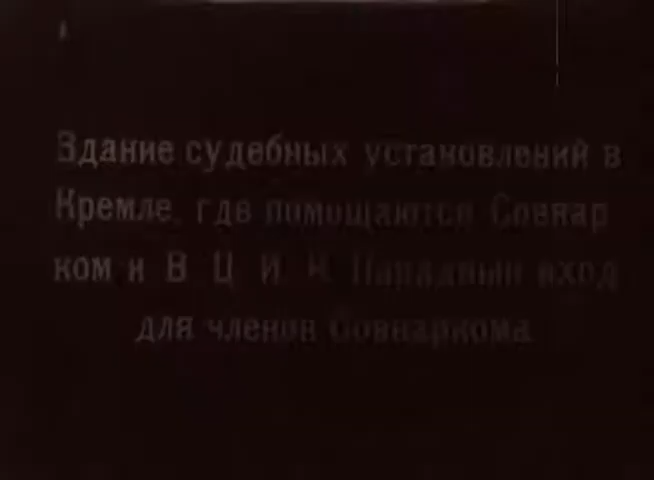 Здание судебных установлений в
Кремле, где помещаются Совнар
ком и В Ц И К Парадный вход
для членов Совнаркома